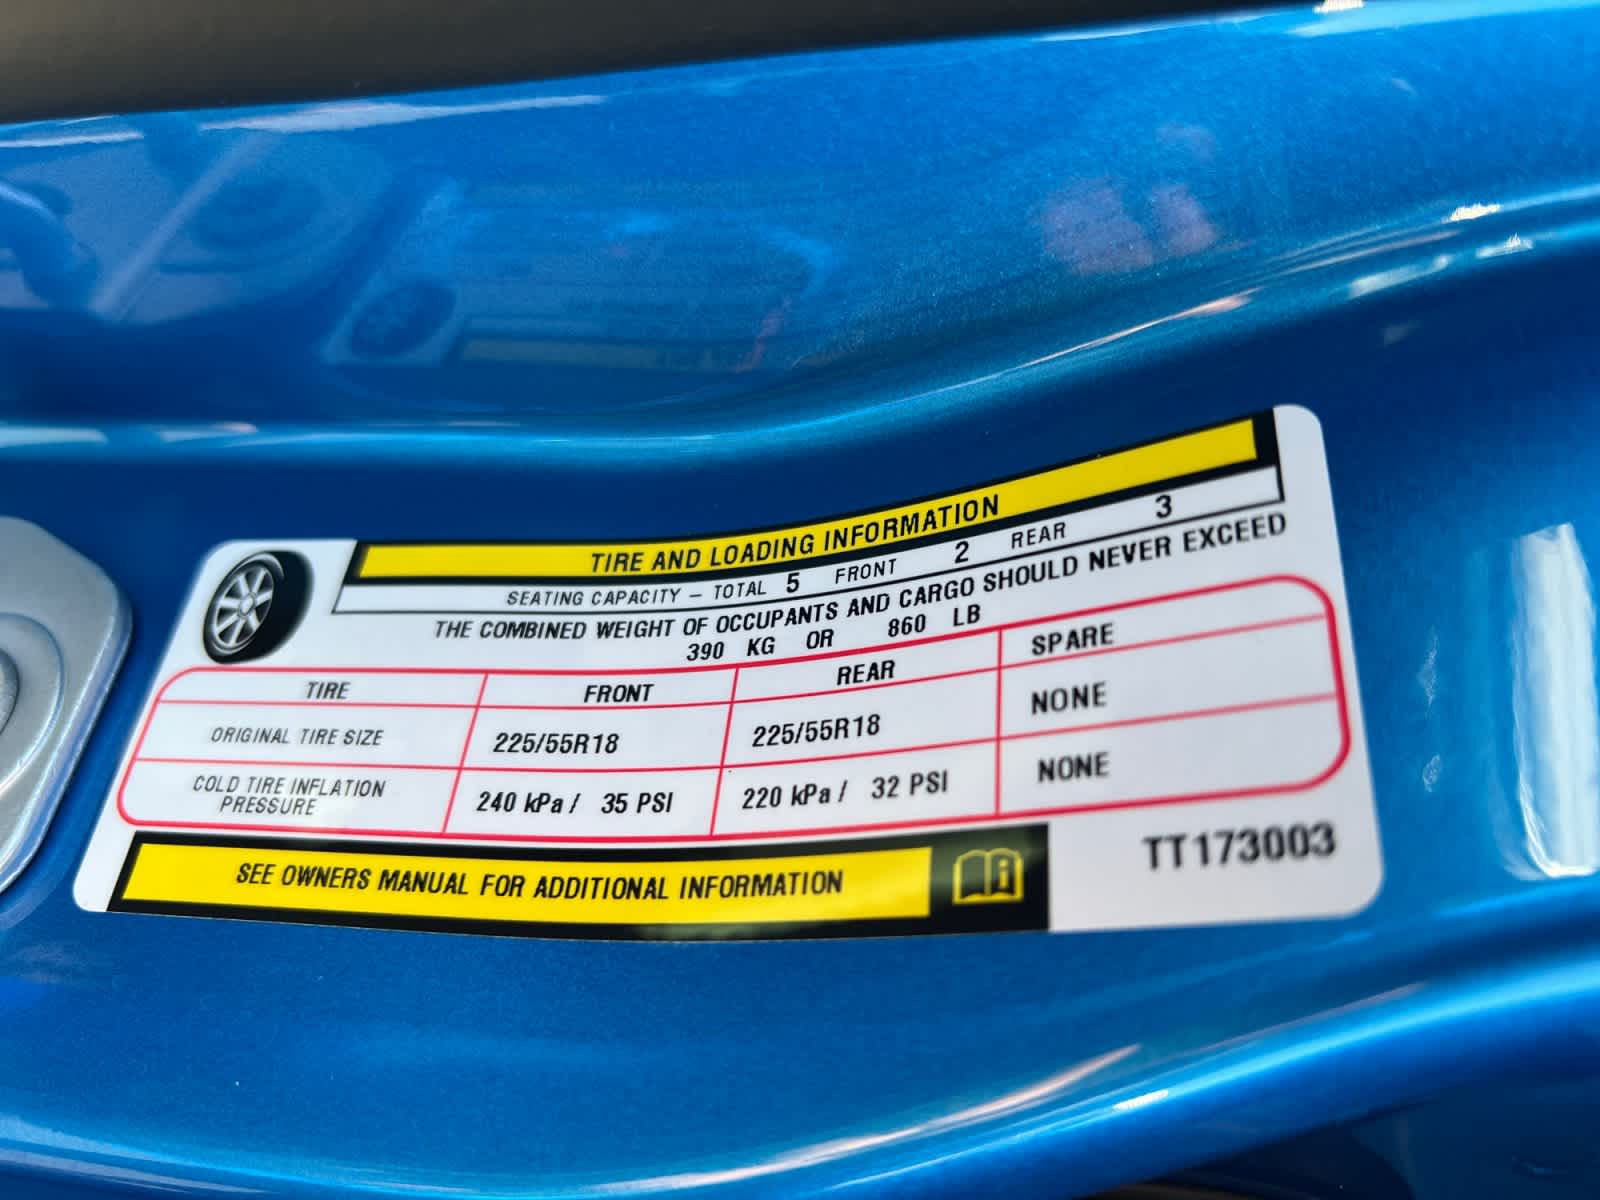 TIRE AND LOADING INFORMATION
SEATING CAPACITY – TOTAL 5 FRONT 2 REAR 3
THE COMBINED WEIGHT OF OCCUPANTS AND CARGO SHOULD NEVER EXCEED
390 KG OR 860 LB
TIRE FRONT REAR SPARE
ORIGINAL TIRE SIZE 225/55R18 225/55R18 NONE
COLD TIRE INFLATION
PRESSURE 240 kPa / 35 PSI 220 kPa / 32 PSI NONE
SEE OWNERS MANUAL FOR ADDITIONAL INFORMATION
TT173003